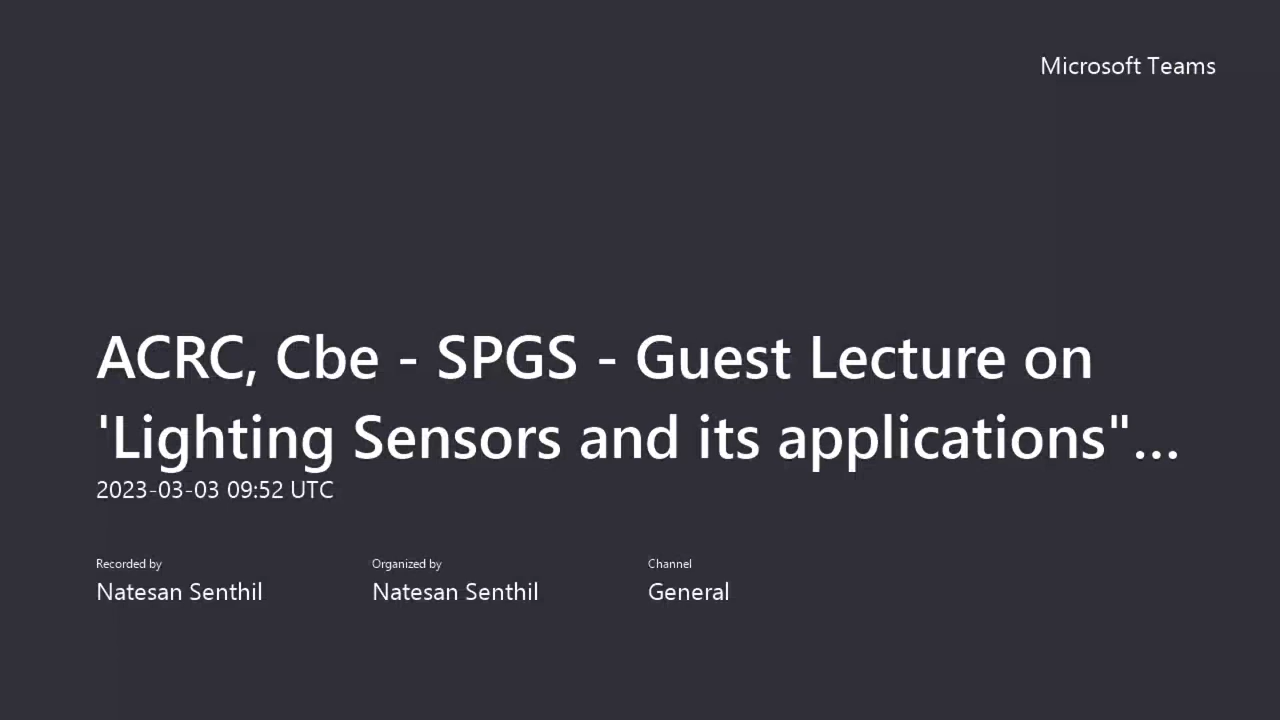 Microsoft Teams
ACRC, Cbe - SPGS - Guest Lecture on
'Lighting Sensors and its applications"...
2023-03-03 09:52 UTC
Recorded by
Natesan Senthil
Organized by
Natesan Senthil
Channel
General